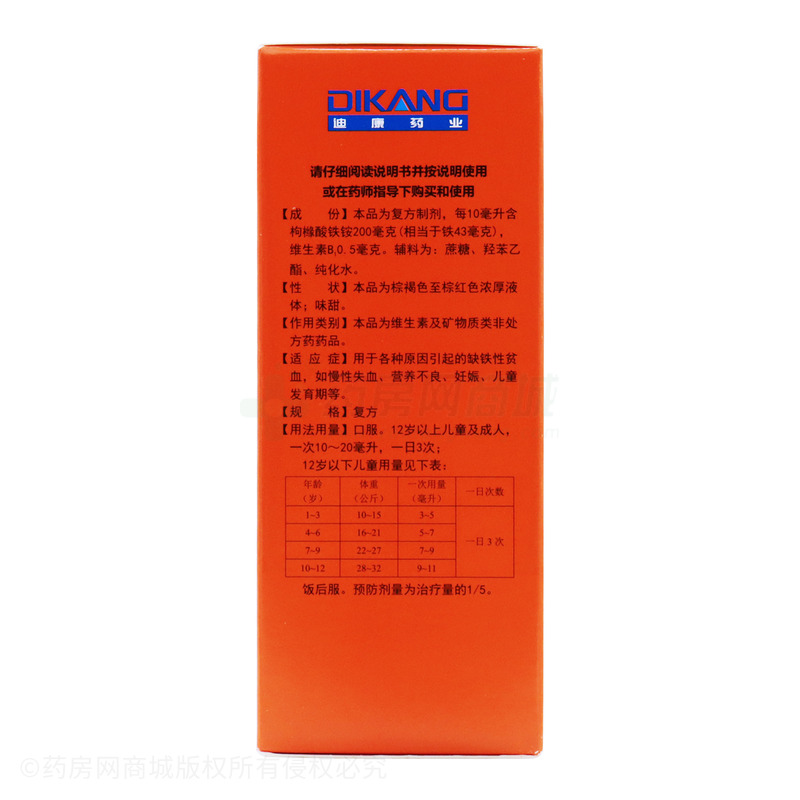 DIKANG
迪康药业
请仔细阅读说明书并按说明使用
或在药师指导下购买和使用
【成 份】本品为复方制剂，每10毫升含
枸橼酸铁铵200毫克(相当于铁43毫克)，
维生素B₁0.5毫克。辅料为：蔗糖、羟苯乙
酯、纯化水。
【性 状】本品为棕褐色至棕红色浓厚液
体；味甜。
【作用类别】本品为维生素及矿物质类非处
方药药品。
【适 应 症】用于各种原因引起的缺铁性贫
血，如慢性失血、营养不良、妊娠、儿童
发育期等。
【规 格】复方
【用法用量】口服。12岁以上儿童及成人，
一次10～20毫升，一日3次；
12岁以下儿童用量见下表：
年龄（岁） 体重（公斤） 一次用量（毫升） 一日次数
1~3 10~15 3~5
4~6 16~21 5~7
一日 3 次
7~9 22~27 7~9
10~12 28~32 9~11
饭后服。预防剂量为治疗量的1/5。
药房网商城
©药房网商城版权所有侵权必究